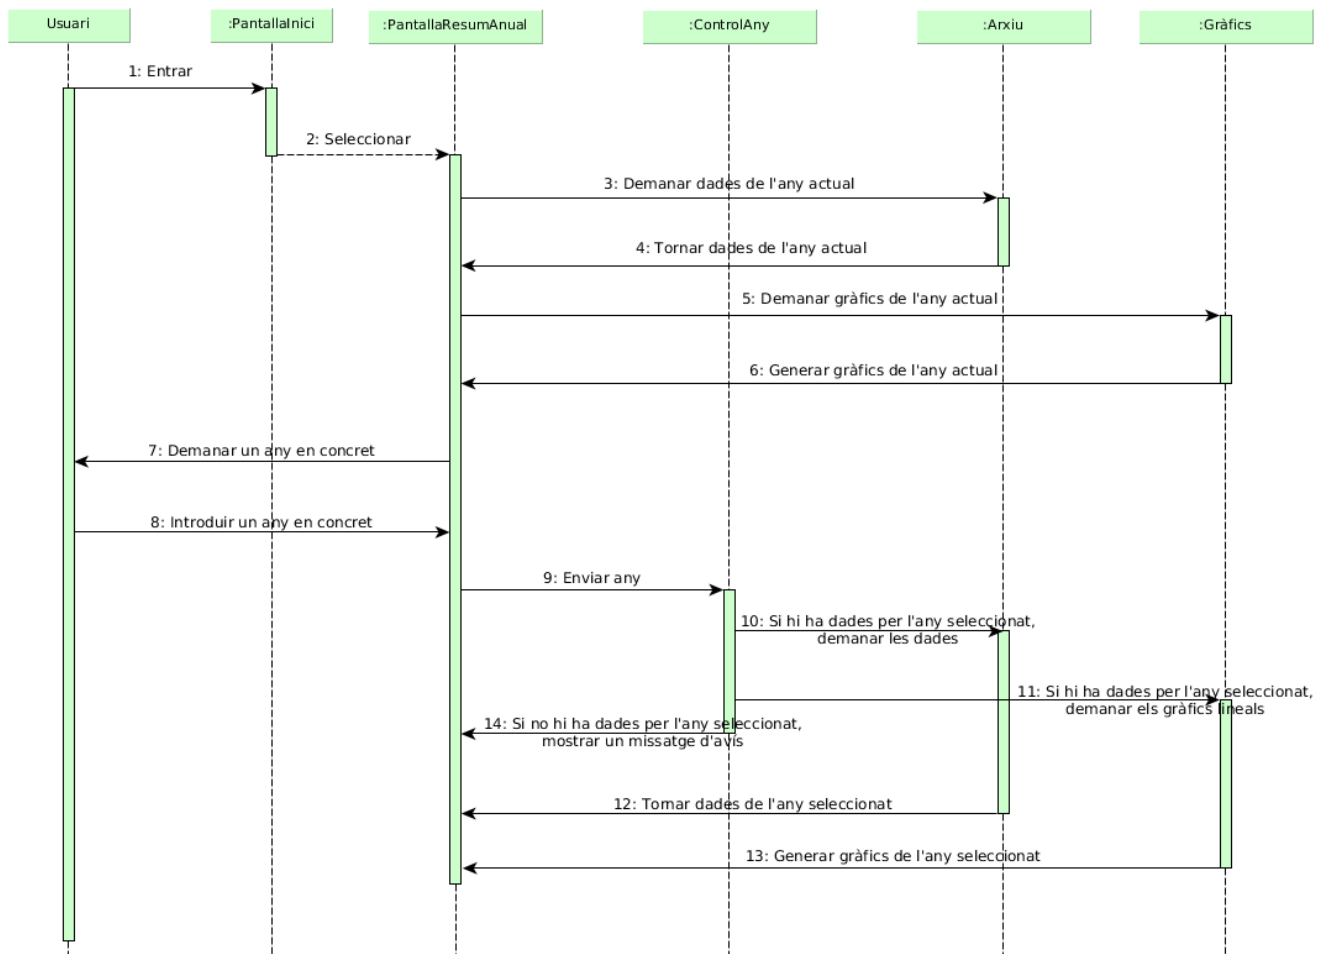 Usuari
:PantallaInici
:PantallaResumAnual
:ControlAny
:Arxiu
:Gràfics
1: Entrar
2: Seleccionar
3: Demanar dades de l'any actual
4: Tornar dades de l'any actual
5: Demanar gràfics de l'any actual
6: Generar gràfics de l'any actual
7: Demanar un any en concret
8: Introduir un any en concret
9: Enviar any
10: Si hi ha dades per l'any seleccionat,
demanar les dades
11: Si hi ha dades per l'any seleccionat,
demanar els gràfics lineals
14: Si no hi ha dades per l'any seleccionat,
mostrar un missatge d'avís
12: Tornar dades de l'any seleccionat
13: Generar gràfics de l'any seleccionat